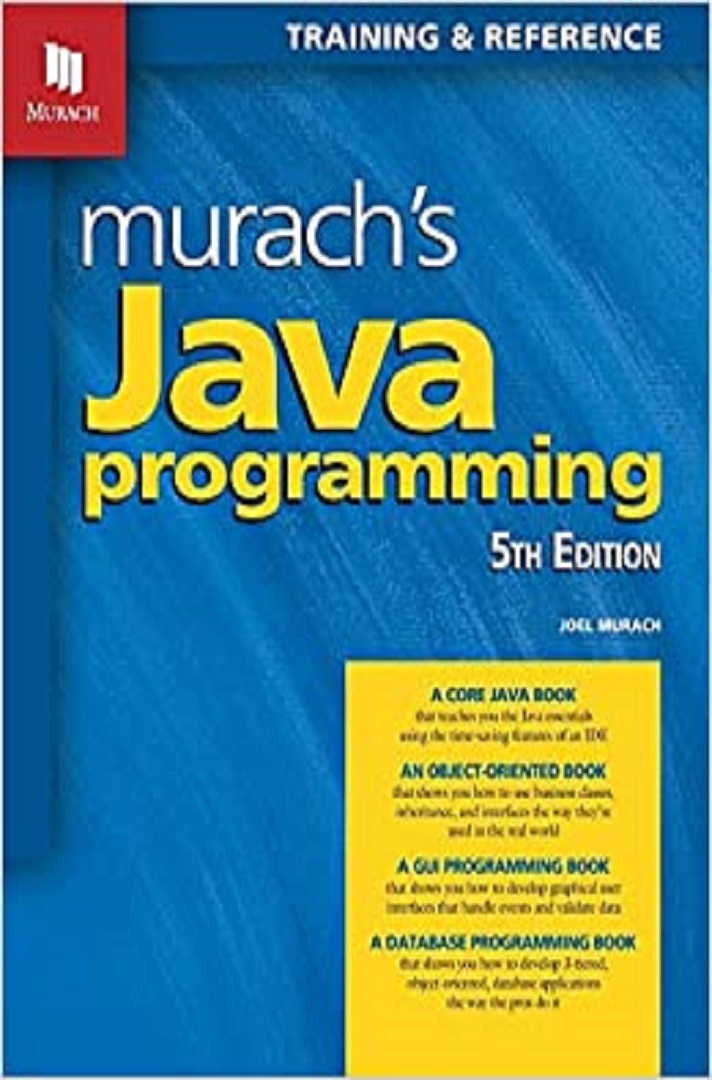 TRAINING & REFERENCE
MURACH
murach's
Java
programming
5TH EDITION
JOEL MURACH
A CORE JAVA BOOK
that teaches you the Java essentials
using the time-saving features of an IDE
AN OBJECT-ORIENTED BOOK
that shows you how to use business classes,
inheritance, and interfaces the way they're
used in the real world
A GUI PROGRAMMING BOOK
that shows you how to develop graphical user
interfaces that handle events and validate data
A DATABASE PROGRAMMING BOOK
that shows you how to develop 3-tiered,
object-oriented, database applications
the way the pros do it